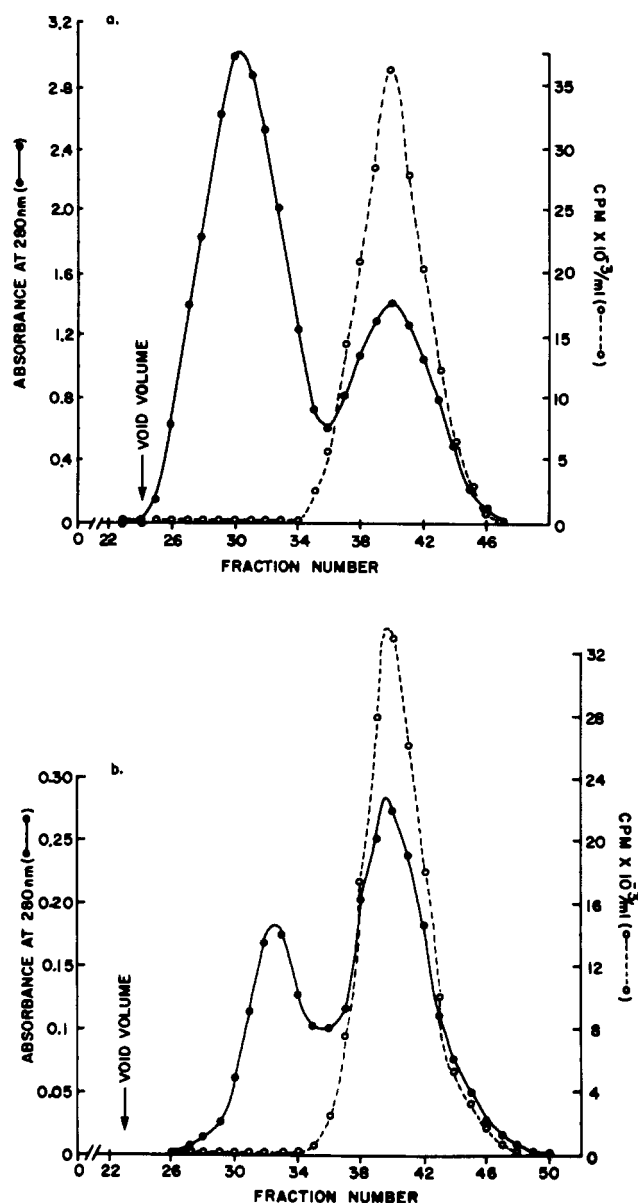 a.
3.2
3.0
2.8
2.4
2.0
1.6
1.2
0.8
0.4
0
ABSORBANCE AT 280nm (●—●)
35
30
25
20
15
10
5
0
CPM X 10⁻³/ml (o----o)
VOID VOLUME
0 22 26 30 34 38 42 46
FRACTION NUMBER
b.
0.30
0.25
0.20
0.15
0.10
0.05
0
ABSORBANCE AT 280nm (●—●)
32
28
24
20
16
12
8
4
0
CPM X 10⁻³/ml (o----o)
VOID VOLUME
0 22 26 30 34 38 42 46 50
FRACTION NUMBER